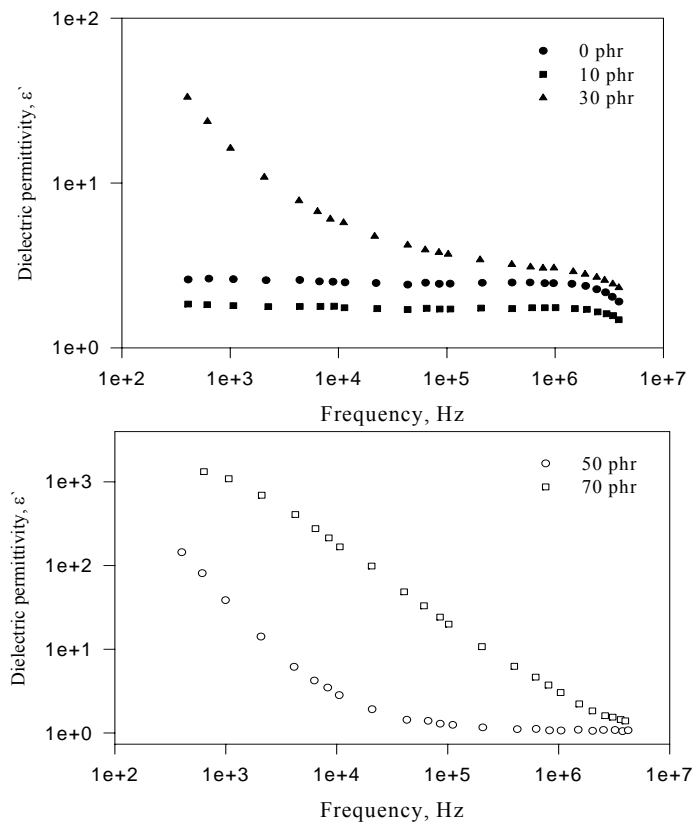 1e+2
1e+1
1e+0
Dielectric permittivity, ε`
0 phr
10 phr
30 phr
1e+2 1e+3 1e+4 1e+5 1e+6 1e+7
Frequency, Hz
1e+3
1e+2
1e+1
1e+0
Dielectric permittivity, ε`
50 phr
70 phr
1e+2 1e+3 1e+4 1e+5 1e+6 1e+7
Frequency, Hz